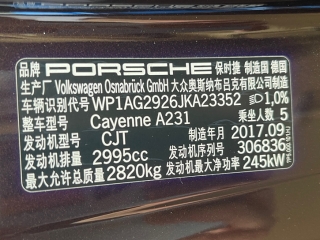 品牌 PORSCHE 保时捷 制造国 德国
生产厂 Volkswagen Osnabrück GmbH 大众奥斯纳布吕克有限公司
车辆识别代号 WP1AG2926JKA23352 1,0%
整车型号 Cayenne A231 乘坐人数 5
发动机型号 CJT 制造年月 2017.09
发动机排量 2995cc 发动机序列号 306836
最大允许总质量 2820kg 发动机最大净功率 245kW